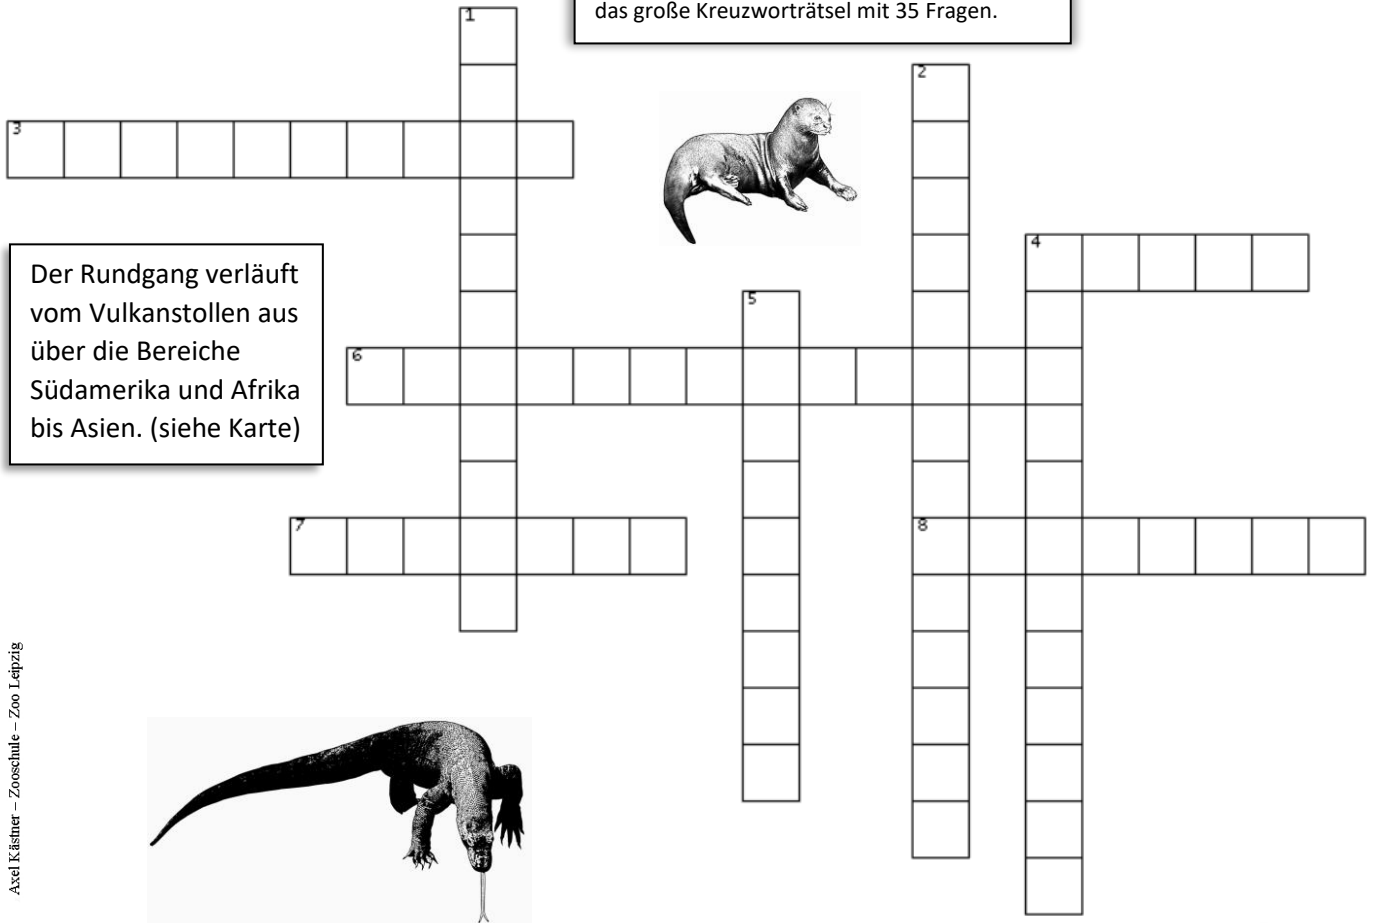 das große Kreuzworträtsel mit 35 Fragen.
1
2
3
4
Der Rundgang verläuft
vom Vulkanstollen aus
über die Bereiche
Südamerika und Afrika
bis Asien. (siehe Karte)
5
6
7
8
Axel Kästner – Zooschule – Zoo Leipzig